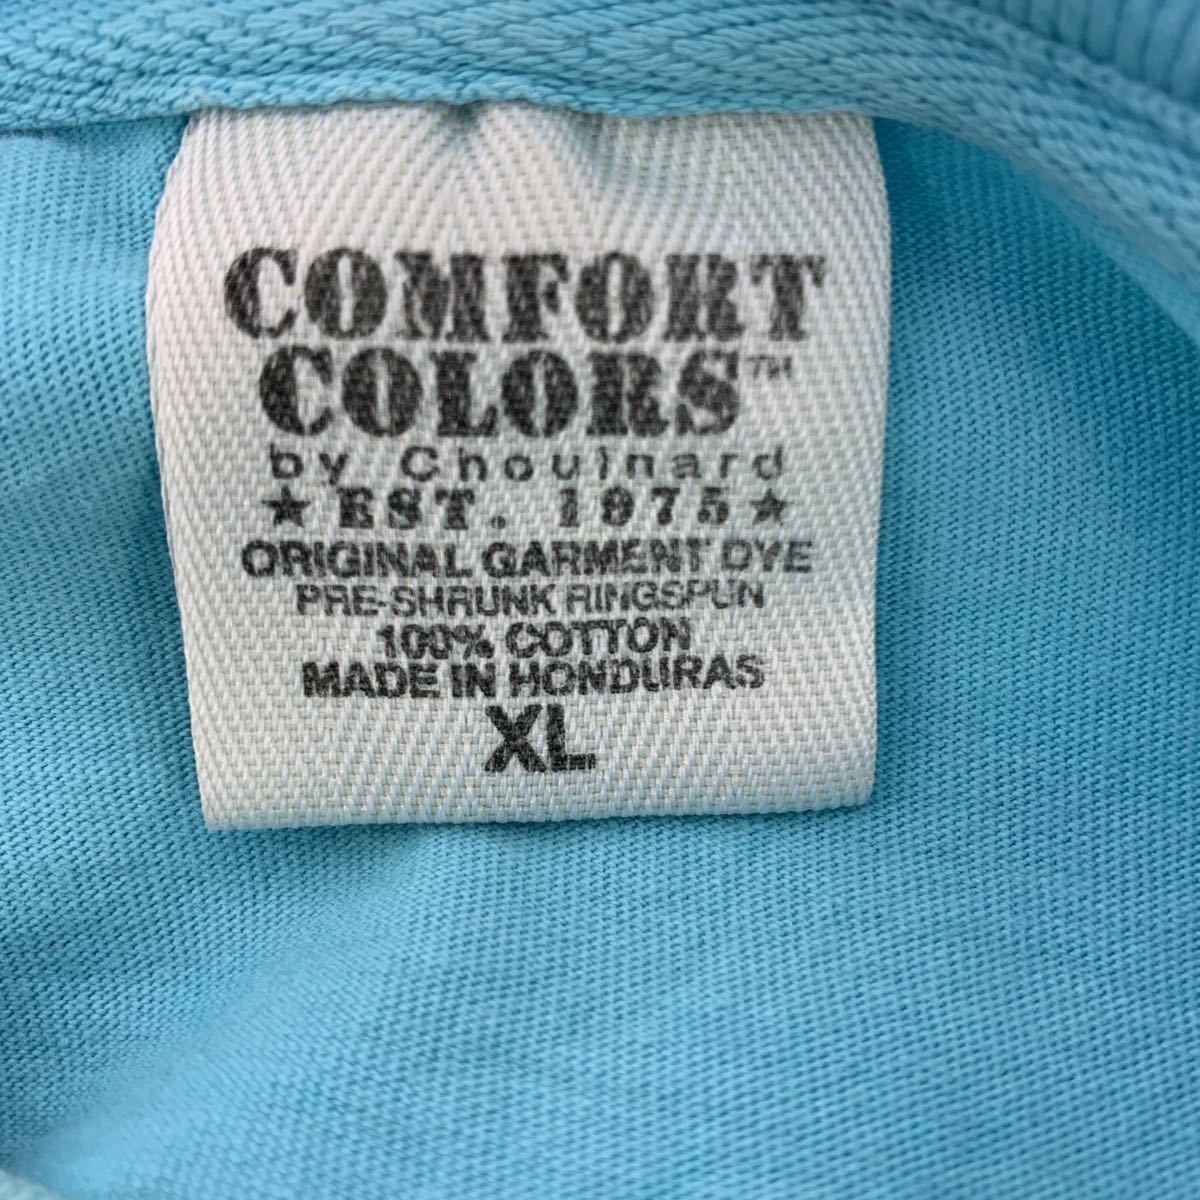 COMFORT
COLORS™
by Chouinard
★ EST. 1975 ★
ORIGINAL GARMENT DYE
PRE-SHRUNK RINGSPUN
100% COTTON
MADE IN HONDURAS
XL